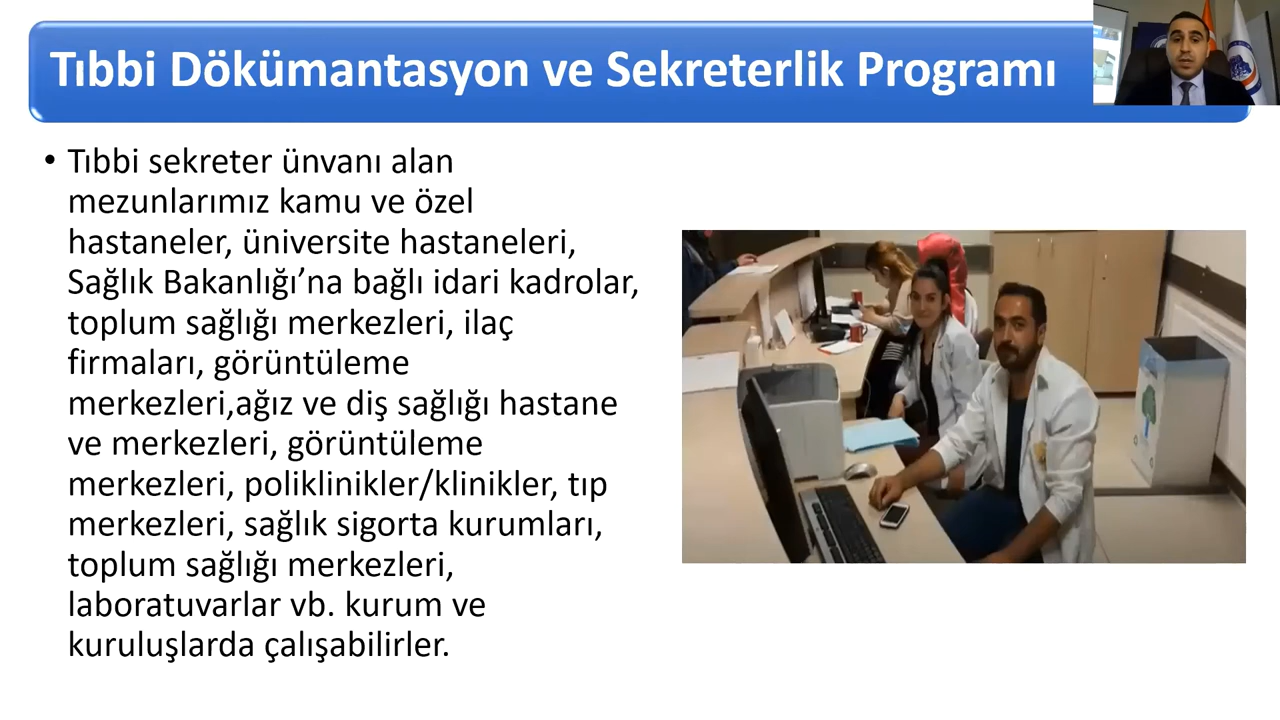 Tıbbi Dökümantasyon ve Sekreterlik Programı
• Tıbbi sekreter ünvanı alan
mezunlarımız kamu ve özel
hastaneler, üniversite hastaneleri,
Sağlık Bakanlığı’na bağlı idari kadrolar,
toplum sağlığı merkezleri, ilaç
firmaları, görüntüleme
merkezleri,ağız ve diş sağlığı hastane
ve merkezleri, görüntüleme
merkezleri, poliklinikler/klinikler, tıp
merkezleri, sağlık sigorta kurumları,
toplum sağlığı merkezleri,
laboratuvarlar vb. kurum ve
kuruluşlarda çalışabilirler.